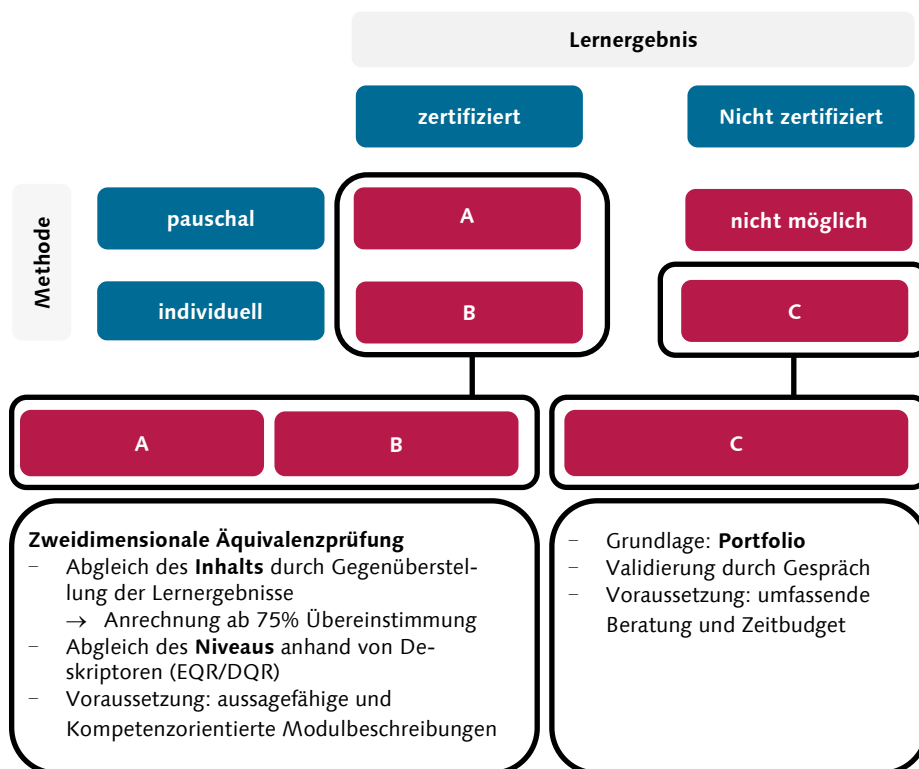 Lernergebnis
zertifiziert
Nicht zertifiziert
Methode
pauschal
A
nicht möglich
individuell
B
C
A
B
C
Zweidimensionale Äquivalenzprüfung
- Abgleich des Inhalts durch Gegenüberstel-
lung der Lernergebnisse
→ Anrechnung ab 75% Übereinstimmung
- Abgleich des Niveaus anhand von De-
skriptoren (EQR/DQR)
- Voraussetzung: aussagefähige und
Kompetenzorientierte Modulbeschreibungen
- Grundlage: Portfolio
- Validierung durch Gespräch
- Voraussetzung: umfassende
Beratung und Zeitbudget